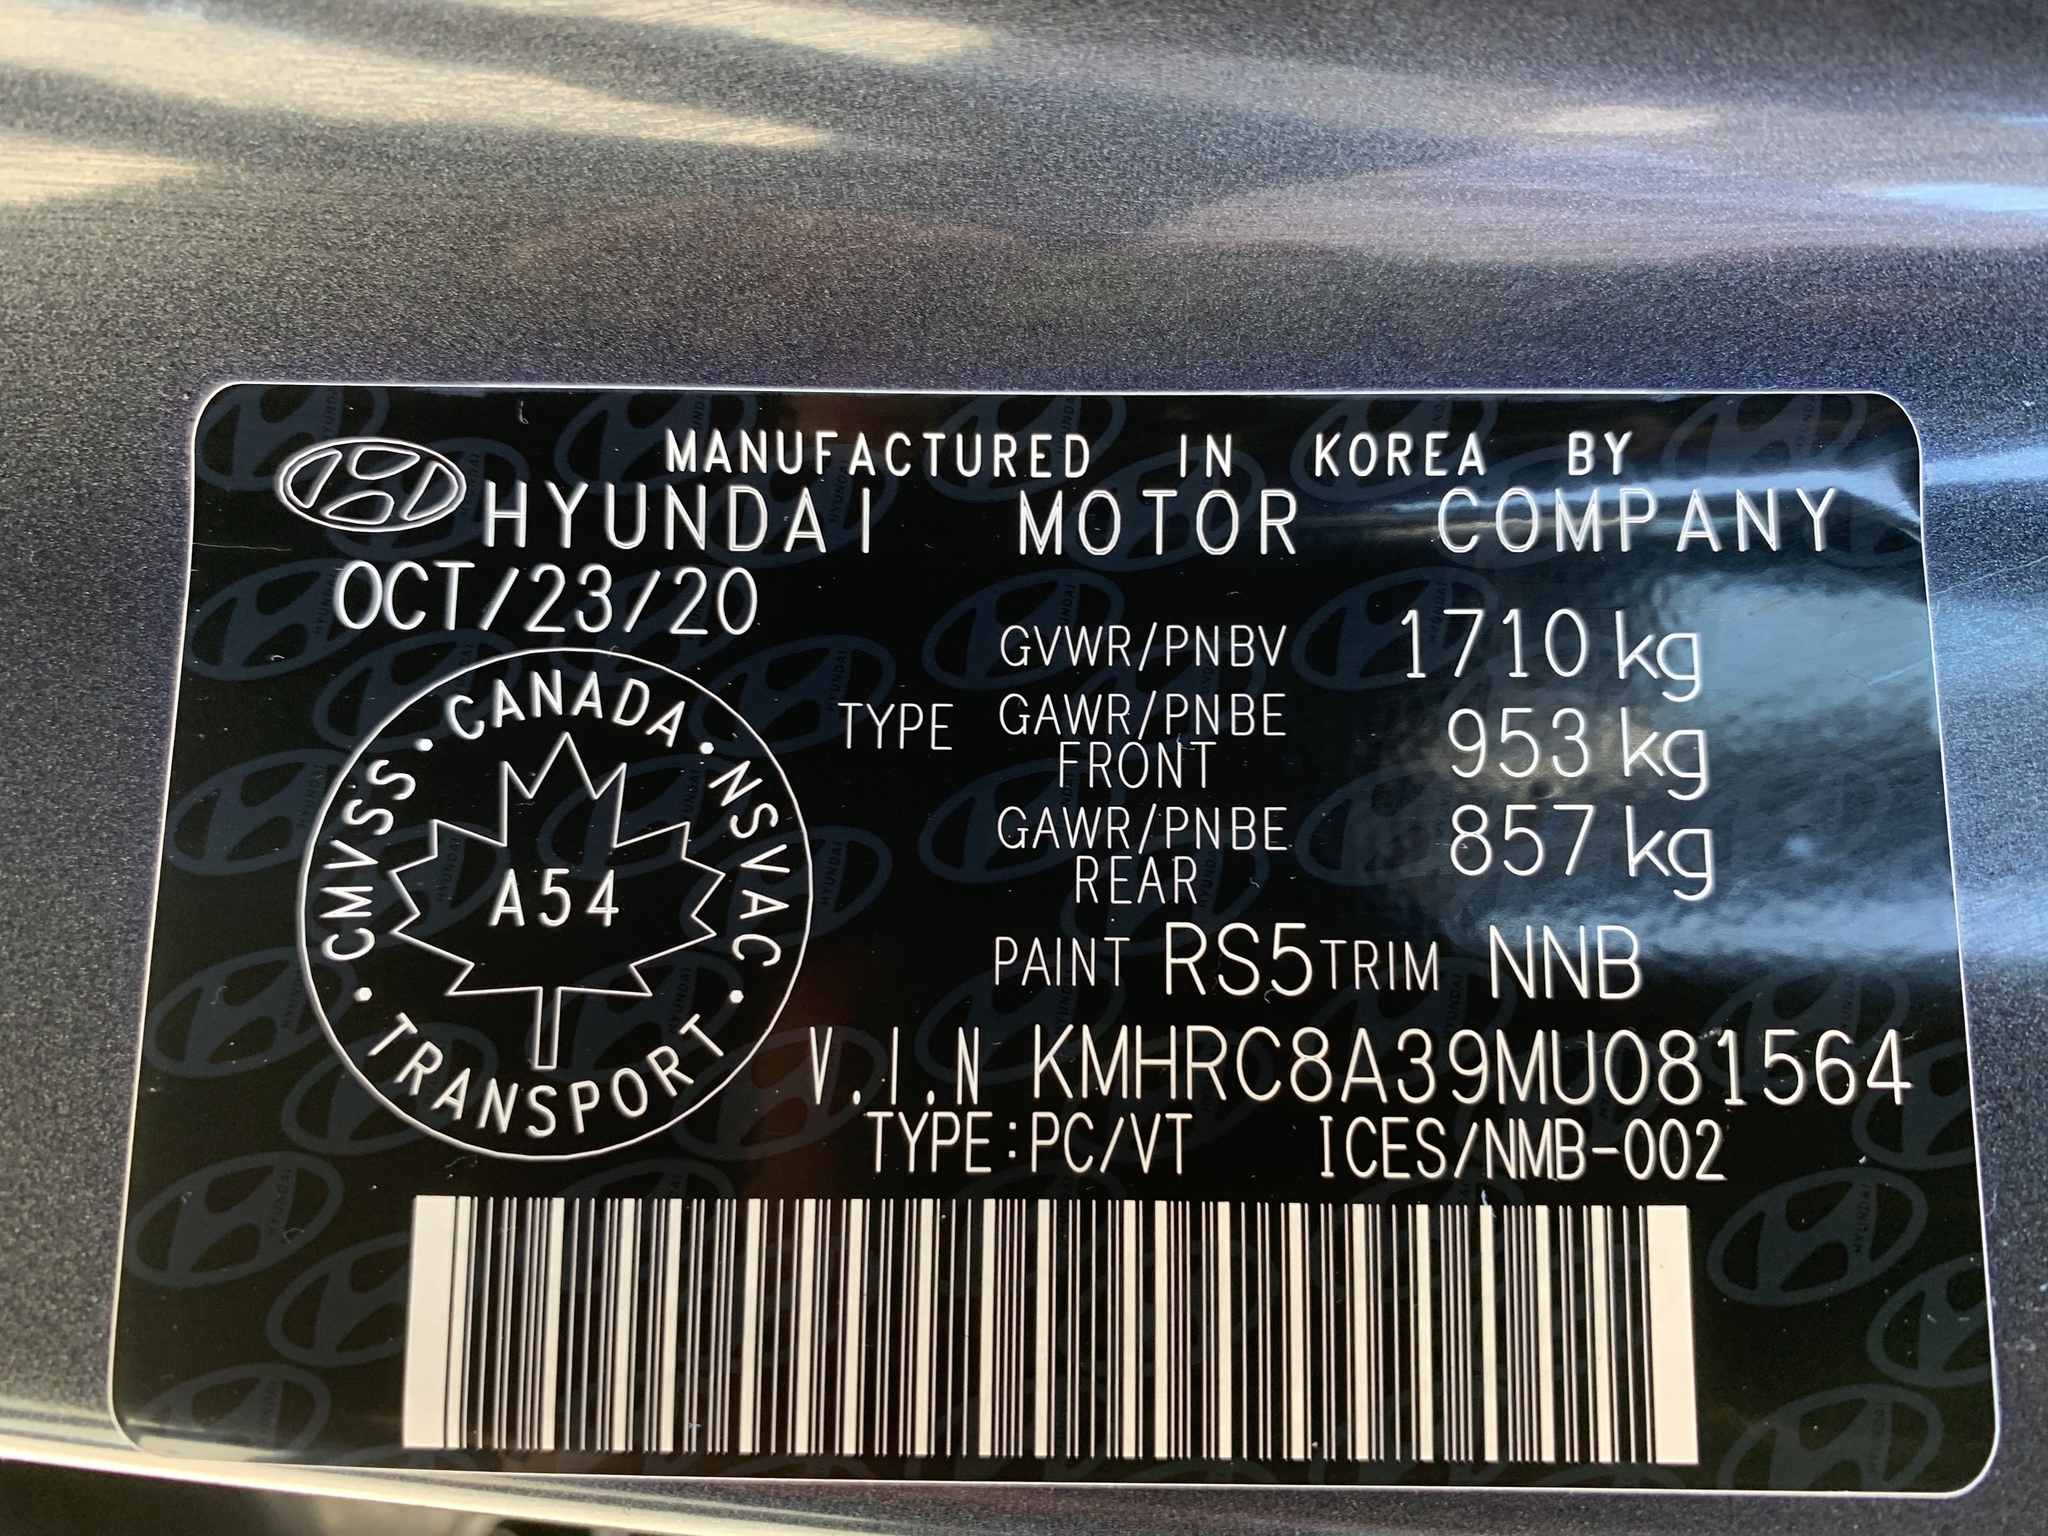 MANUFACTURED IN KOREA BY
HYUNDAI MOTOR COMPANY
OCT/23/20
GVWR/PNBV 1710 kg
TYPE GAWR/PNBE FRONT 953 kg
GAWR/PNBE REAR 857 kg
CMVSS · CANADA · NSVAC · TRANSPORT ·
A54
PAINT RS5 TRIM NNB
V.I.N KMHRC8A39MU081564
TYPE:PC/VT ICES/NMB-002